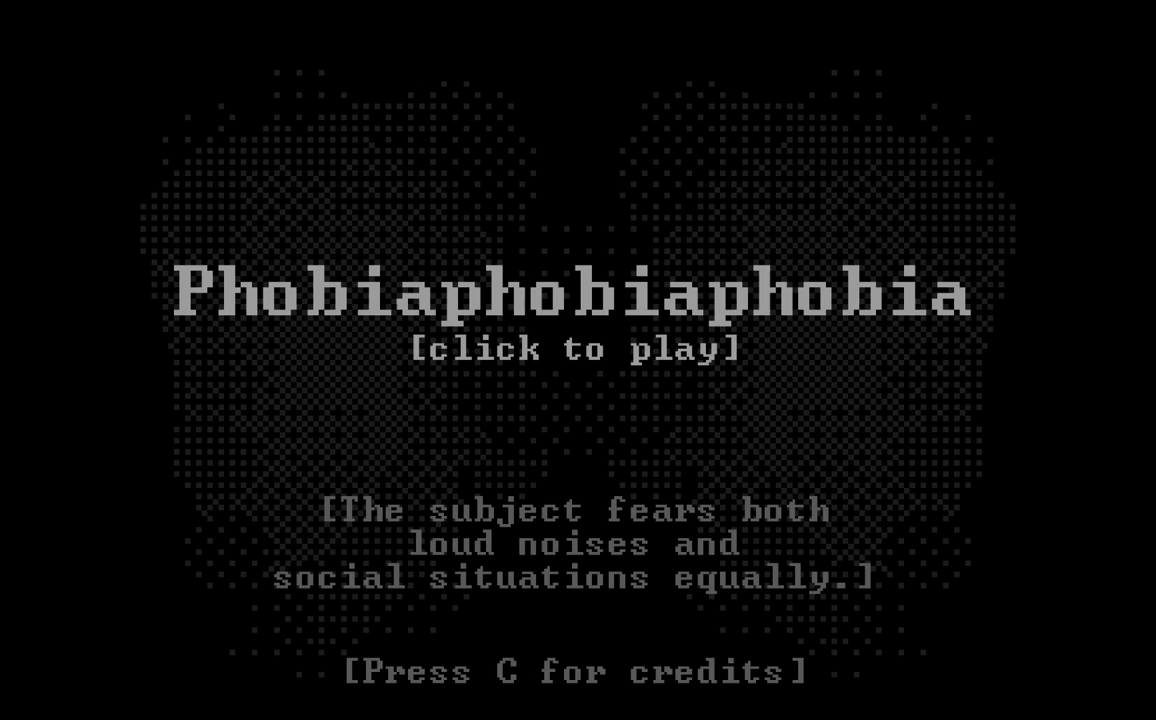 Phobiaphobiaphobia
[click to play]
[The subject fears both
loud noises and
social situations equally.]
[Press C for credits]